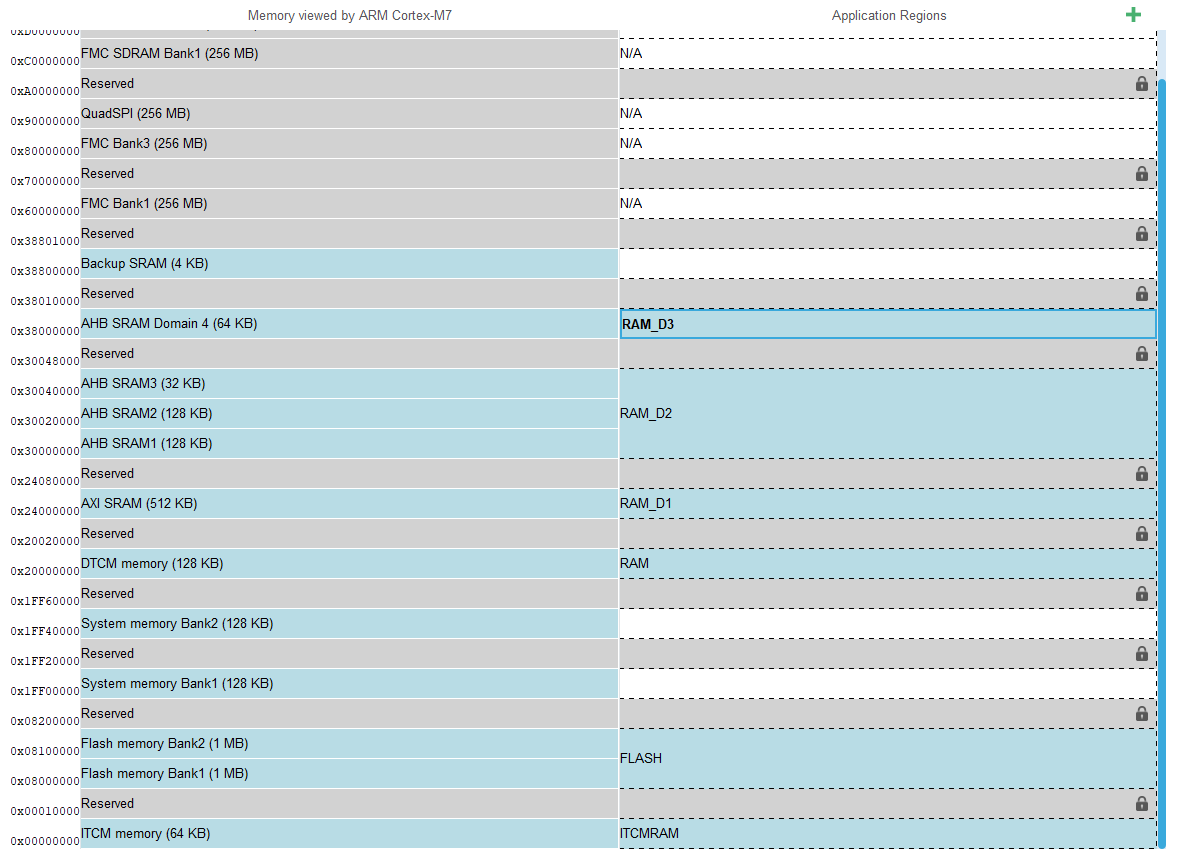 Memory viewed by ARM Cortex-M7 Application Regions
0xD0000000
FMC SDRAM Bank1 (256 MB) N/A
0xC0000000
Reserved
0xA0000000
QuadSPI (256 MB) N/A
0x90000000
FMC Bank3 (256 MB) N/A
0x80000000
Reserved
0x70000000
FMC Bank1 (256 MB) N/A
0x60000000
Reserved
0x38801000
Backup SRAM (4 KB)
0x38800000
Reserved
0x38010000
AHB SRAM Domain 4 (64 KB) RAM_D3
0x38000000
Reserved
0x30048000
AHB SRAM3 (32 KB)
0x30040000
AHB SRAM2 (128 KB) RAM_D2
0x30020000
AHB SRAM1 (128 KB)
0x30000000
Reserved
0x24080000
AXI SRAM (512 KB) RAM_D1
0x24000000
Reserved
0x20020000
DTCM memory (128 KB) RAM
0x20000000
Reserved
0x1FF60000
System memory Bank2 (128 KB)
0x1FF40000
Reserved
0x1FF20000
System memory Bank1 (128 KB)
0x1FF00000
Reserved
0x08200000
Flash memory Bank2 (1 MB)
0x08100000
FLASH
Flash memory Bank1 (1 MB)
0x08000000
Reserved
0x00010000
ITCM memory (64 KB) ITCMRAM
0x00000000